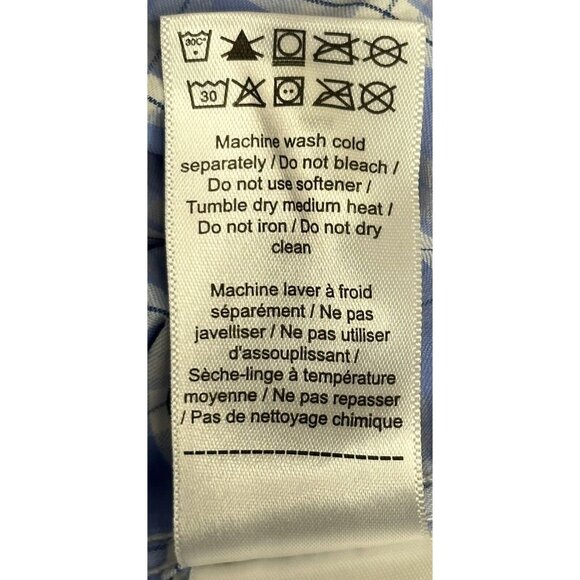 30C°
30
Machine wash cold
separately / Do not bleach /
Do not use softener /
Tumble dry medium heat /
Do not iron / Do not dry
clean
Machine laver à froid
séparément / Ne pas
javelliser / Ne pas utiliser
d'assouplissant /
Sèche-linge à température
moyenne / Ne pas repasser
/ Pas de nettoyage chimique